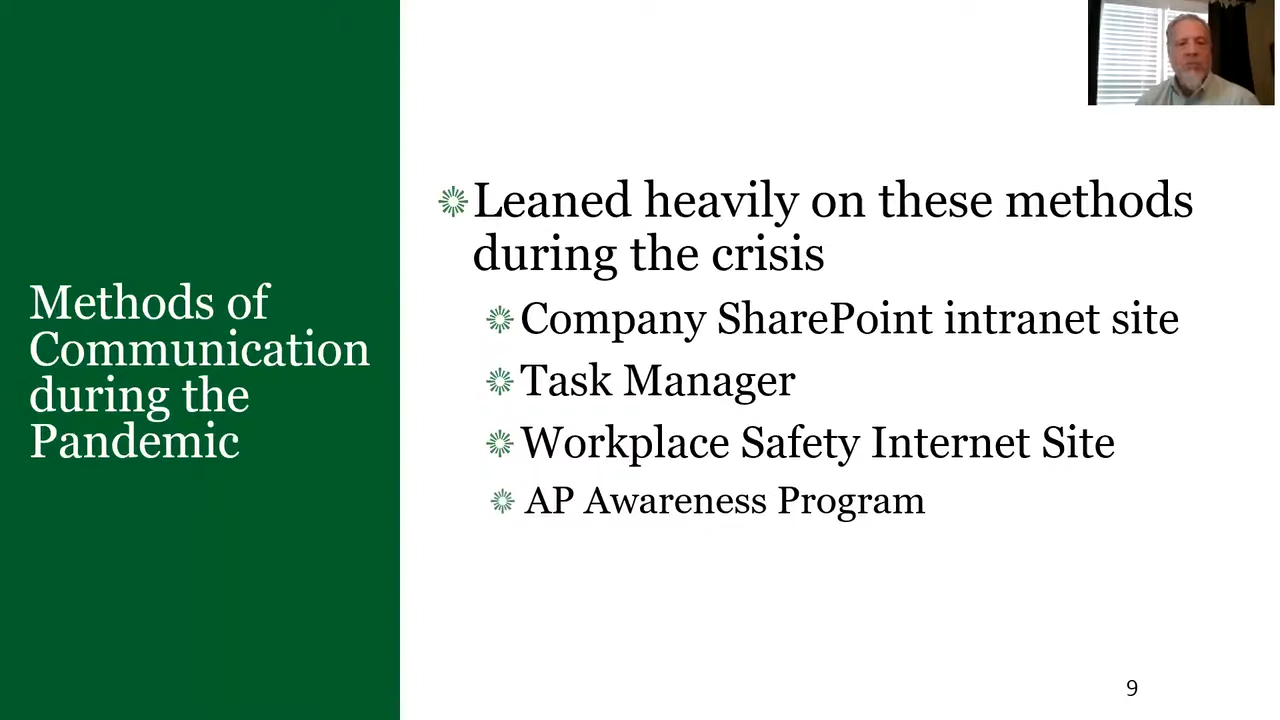 Methods of
Communication
during the
Pandemic
Leaned heavily on these methods
during the crisis
Company SharePoint intranet site
Task Manager
Workplace Safety Internet Site
AP Awareness Program
9